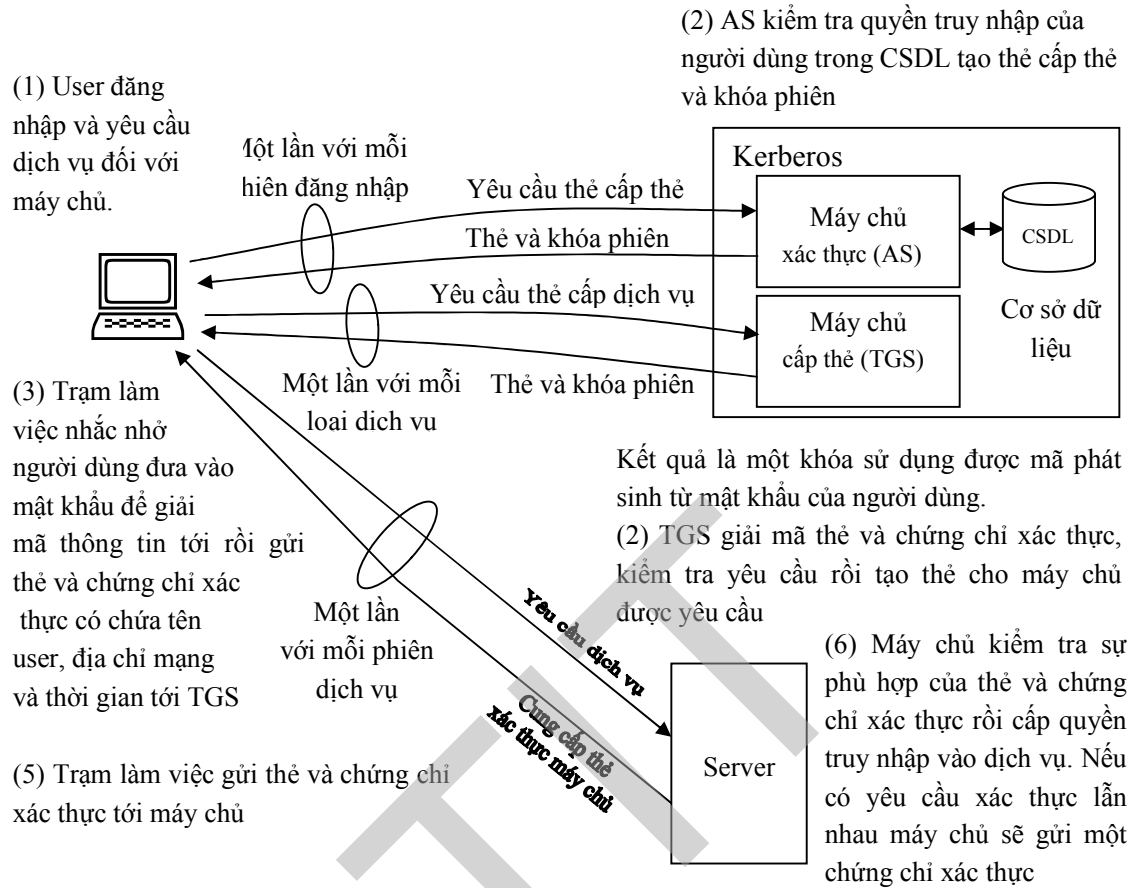 (2) AS kiểm tra quyền truy nhập của
người dùng trong CSDL tạo thẻ cấp thẻ
và khóa phiên
(1) User đăng
nhập và yêu cầu
dịch vụ đối với
máy chủ.
lột lần với mỗi
hiên đăng nhập
Yêu cầu thẻ cấp thẻ
Thẻ và khóa phiên
Yêu cầu thẻ cấp dịch vụ
Thẻ và khóa phiên
Một lần với mỗi
loai dich vu
Kerberos
Máy chủ
xác thực (AS)
CSDL
Máy chủ
cấp thẻ (TGS)
Cơ sở dữ
liệu
(3) Trạm làm
việc nhắc nhở
người dùng đưa vào
mật khẩu để giải
mã thông tin tới rồi gửi
thẻ và chứng chỉ xác
thực có chứa tên
user, địa chỉ mạng
và thời gian tới TGS
Kết quả là một khóa sử dụng được mã phát
sinh từ mật khẩu của người dùng.
(2) TGS giải mã thẻ và chứng chỉ xác thực,
kiểm tra yêu cầu rồi tạo thẻ cho máy chủ
được yêu cầu
Một lần
với mỗi phiên
dịch vụ
Yêu cầu dịch vụ
Cung cấp thẻ
xác thực máy chủ
Server
(6) Máy chủ kiểm tra sự
phù hợp của thẻ và chứng
chỉ xác thực rồi cấp quyền
truy nhập vào dịch vụ. Nếu
có yêu cầu xác thực lẫn
nhau máy chủ sẽ gửi một
chứng chỉ xác thực
(5) Trạm làm việc gửi thẻ và chứng chỉ
xác thực tới máy chủ